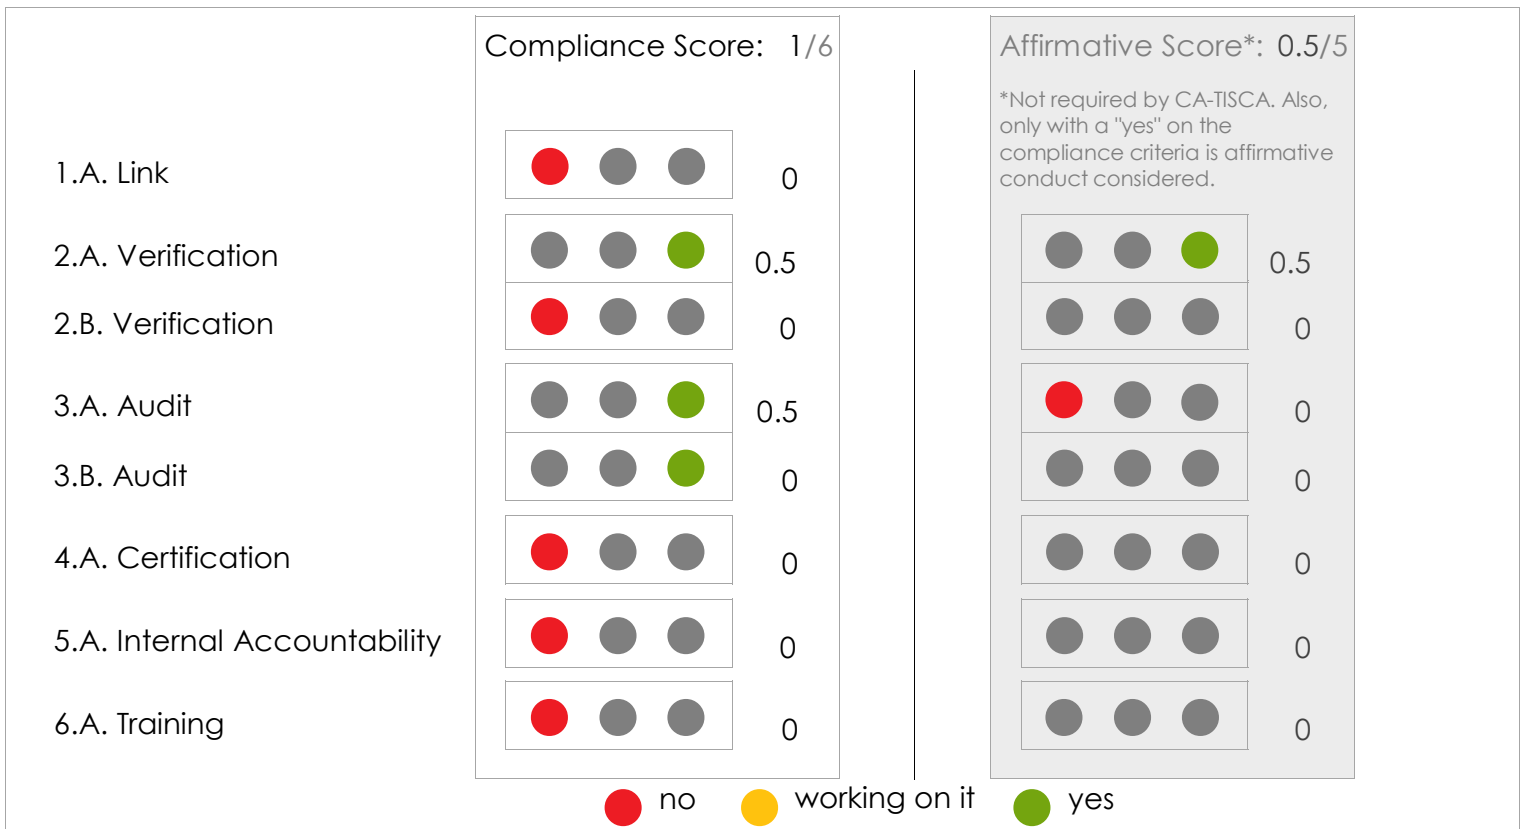 Compliance Score: 1/6
Affirmative Score*: 0.5/5
*Not required by CA-TISCA. Also,
only with a "yes" on the
compliance criteria is affirmative
conduct considered.
1.A. Link 0
2.A. Verification 0.5 0.5
2.B. Verification 0 0
3.A. Audit 0.5 0
3.B. Audit 0 0
4.A. Certification 0 0
5.A. Internal Accountability 0 0
6.A. Training 0 0
no working on it yes